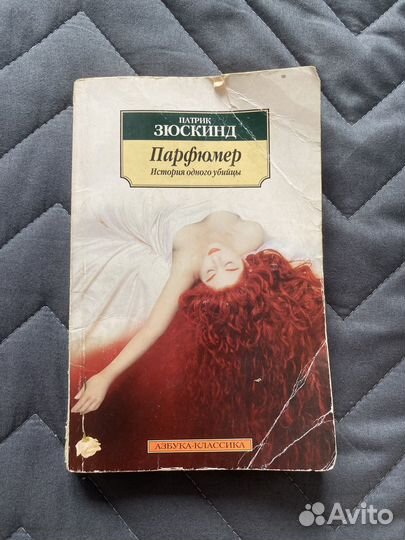 ПАТРИК
ЗЮСКИНД
Парфюмер
История одного убийцы
АЗБУКА-КЛАССИКА
Avito